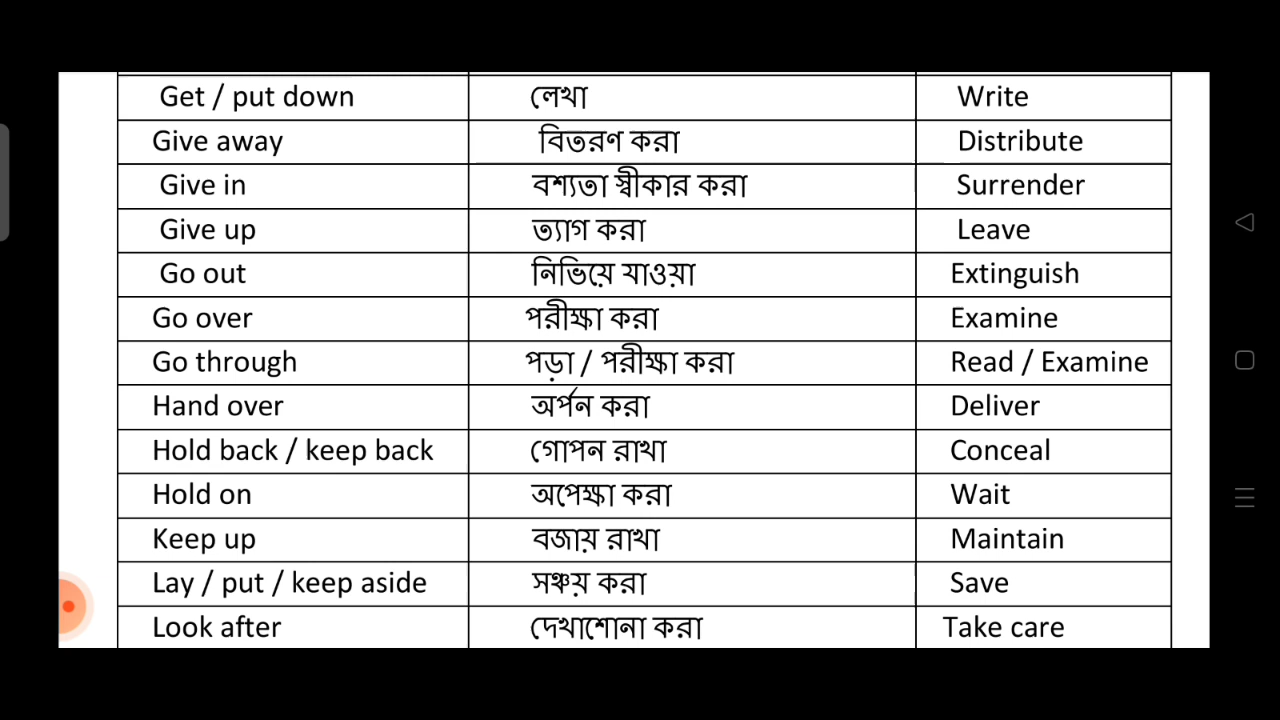 Get / put down লেখা Write
Give away বিতরণ করা Distribute
Give in বশ্যতা স্বীকার করা Surrender
Give up ত্যাগ করা Leave
Go out নিভিয়ে যাওয়া Extinguish
Go over পরীক্ষা করা Examine
Go through পড়া / পরীক্ষা করা Read / Examine
Hand over অর্পন করা Deliver
Hold back / keep back গোপন রাখা Conceal
Hold on অপেক্ষা করা Wait
Keep up বজায় রাখা Maintain
Lay / put / keep aside সঞ্চয় করা Save
Look after দেখাশোনা করা Take care